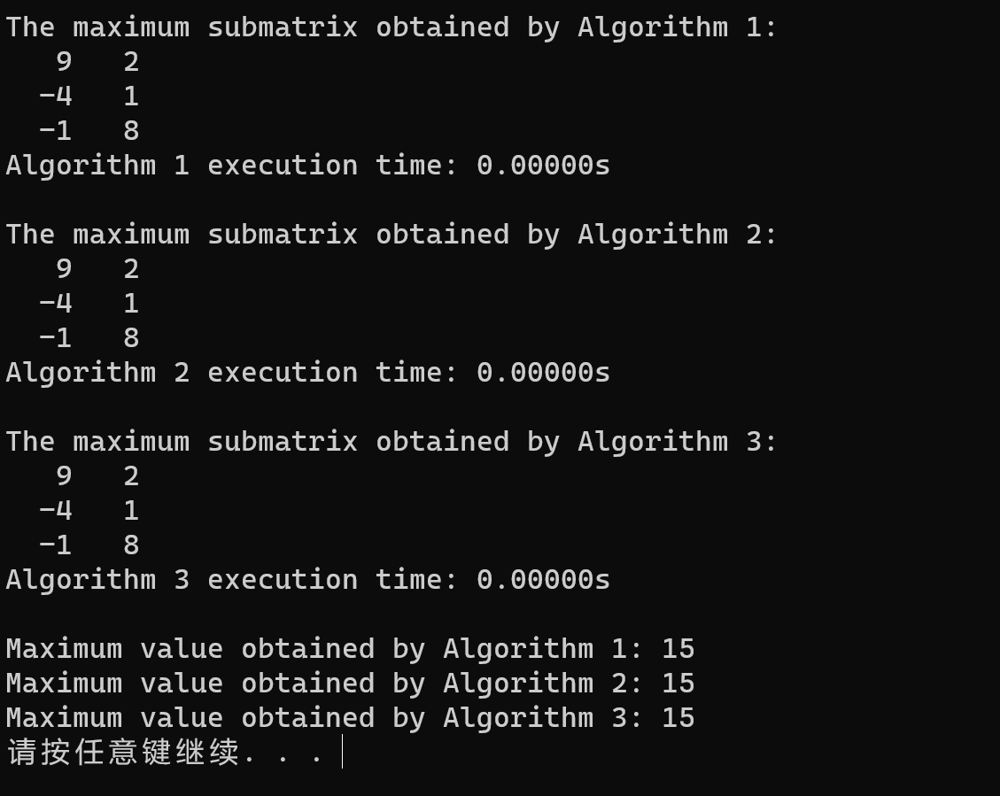 The maximum submatrix obtained by Algorithm 1:
   9   2
  -4   1
  -1   8
Algorithm 1 execution time: 0.00000s

The maximum submatrix obtained by Algorithm 2:
   9   2
  -4   1
  -1   8
Algorithm 2 execution time: 0.00000s

The maximum submatrix obtained by Algorithm 3:
   9   2
  -4   1
  -1   8
Algorithm 3 execution time: 0.00000s

Maximum value obtained by Algorithm 1: 15
Maximum value obtained by Algorithm 2: 15
Maximum value obtained by Algorithm 3: 15
请按任意键继续. . .